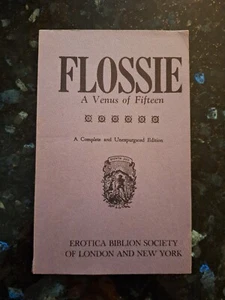 FLOSSIE
A Venus of Fifteen
A Complete and Unexpurgated Edition
EROTICA BIBLION SOCIETY
OF LONDON AND NEW YORK